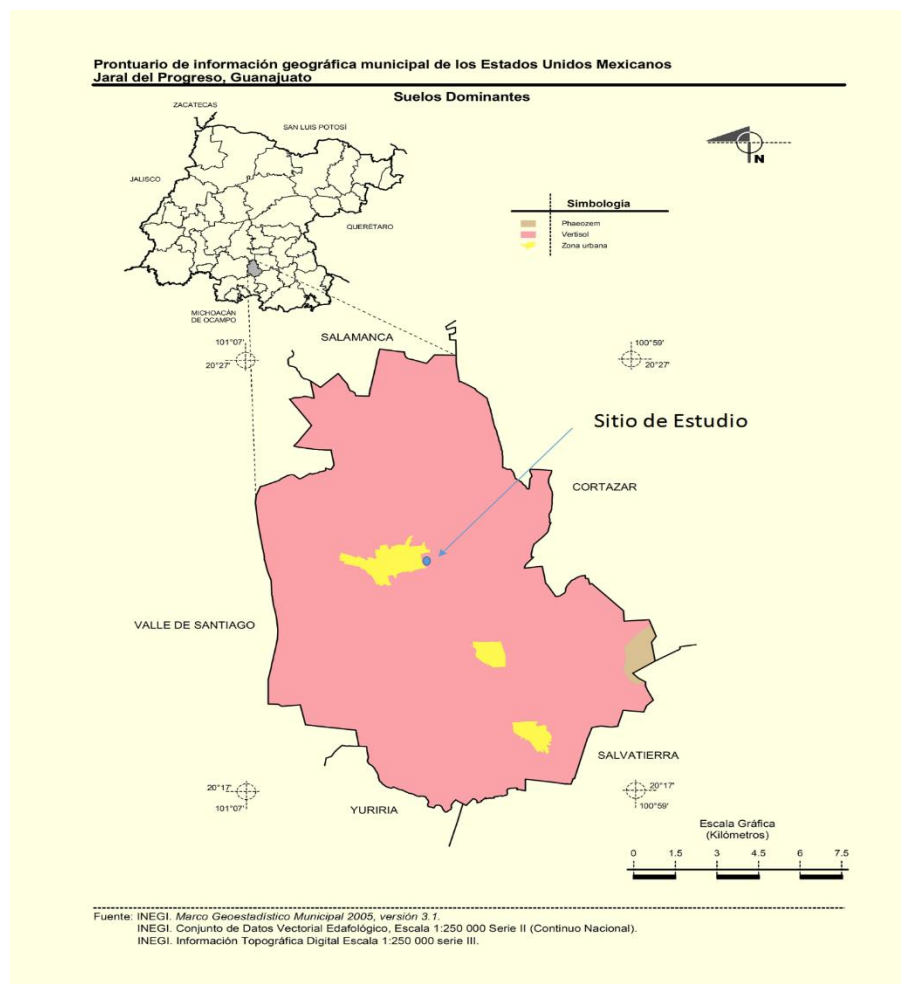 Prontuario de información geográfica municipal de los Estados Unidos Mexicanos
Jaral del Progreso, Guanajuato
Suelos Dominantes
ZACATECAS
SAN LUIS POTOSÍ
JALISCO
QUERÉTARO
MICHOACÁN
DE OCAMPO
N
Simbología
Phaeozem
Vertisol
Zona urbana
SALAMANCA
101°07'
20°27'
100°59'
20°27'
Sitio de Estudio
CORTAZAR
VALLE DE SANTIAGO
SALVATIERRA
YURIRIA
20°17'
101°07'
20°17'
100°59'
Escala Gráfica
(Kilómetros)
0 1.5 3 4.5 6 7.5
Fuente: INEGI. Marco Geoestadístico Municipal 2005, versión 3.1.
INEGI. Conjunto de Datos Vectorial Edafológico, Escala 1:250 000 Serie II (Continuo Nacional).
INEGI. Información Topográfica Digital Escala 1:250 000 serie III.